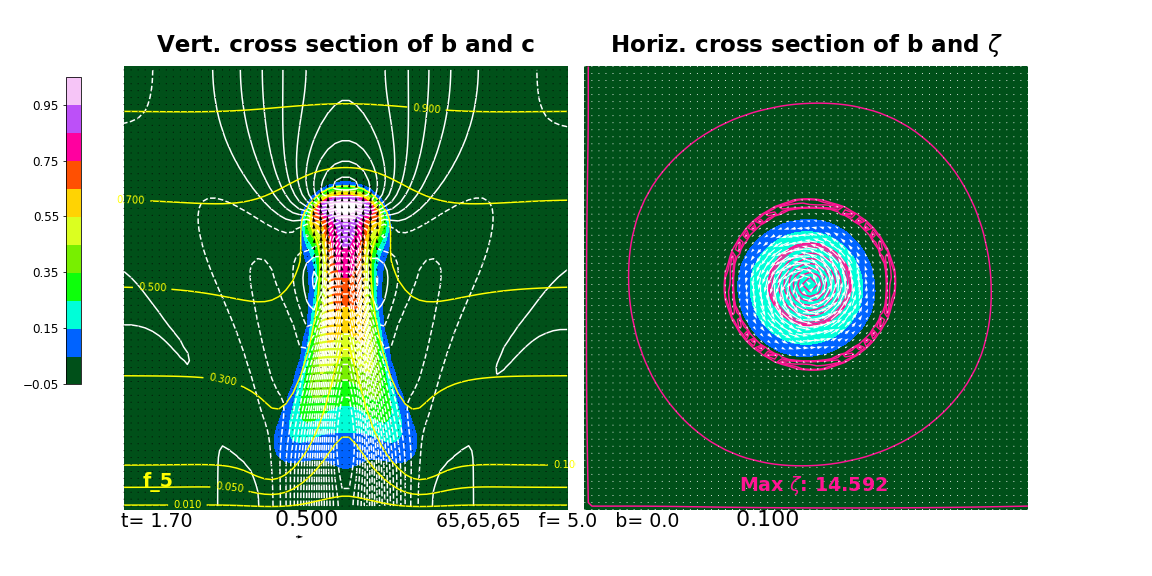 Vert. cross section of b and c
Horiz. cross section of b and ζ
0.95
0.75
0.55
0.35
0.15
−0.05
0.900
0.700
0.500
0.300
0.10
0.050
0.010
f_5
Max ζ: 14.592
t= 1.70 0.500 65,65,65 f= 5.0 b= 0.0 0.100